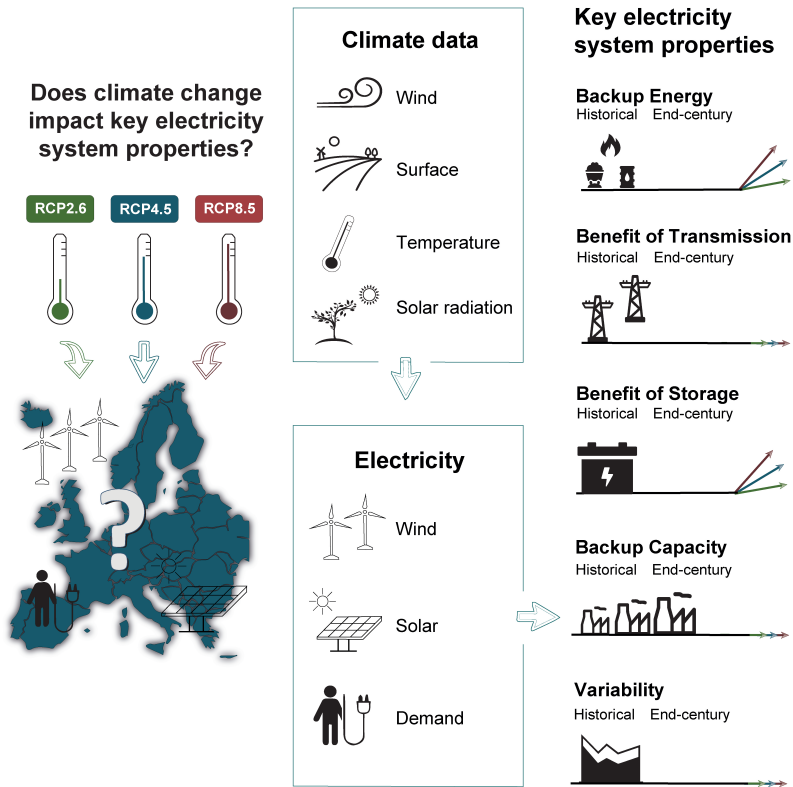 Does climate change
impact key electricity
system properties?
RCP2.6
RCP4.5
RCP8.5
?
Climate data
Wind
Surface
Temperature
Solar radiation
Electricity
Wind
Solar
Demand
Key electricity
system properties
Backup Energy
Historical End-century
Benefit of Transmission
Historical End-century
Benefit of Storage
Historical End-century
Backup Capacity
Historical End-century
Variability
Historical End-century